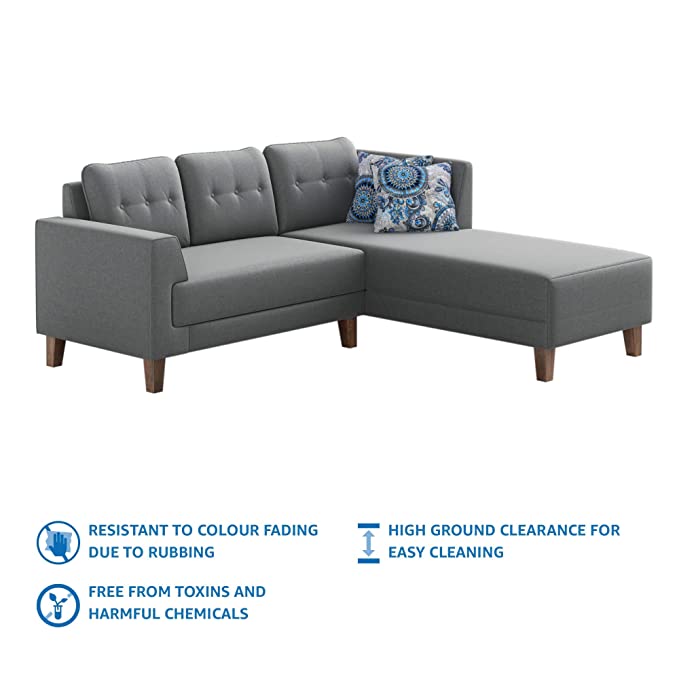 RESISTANT TO COLOUR FADING
DUE TO RUBBING
HIGH GROUND CLEARANCE FOR
EASY CLEANING
FREE FROM TOXINS AND
HARMFUL CHEMICALS